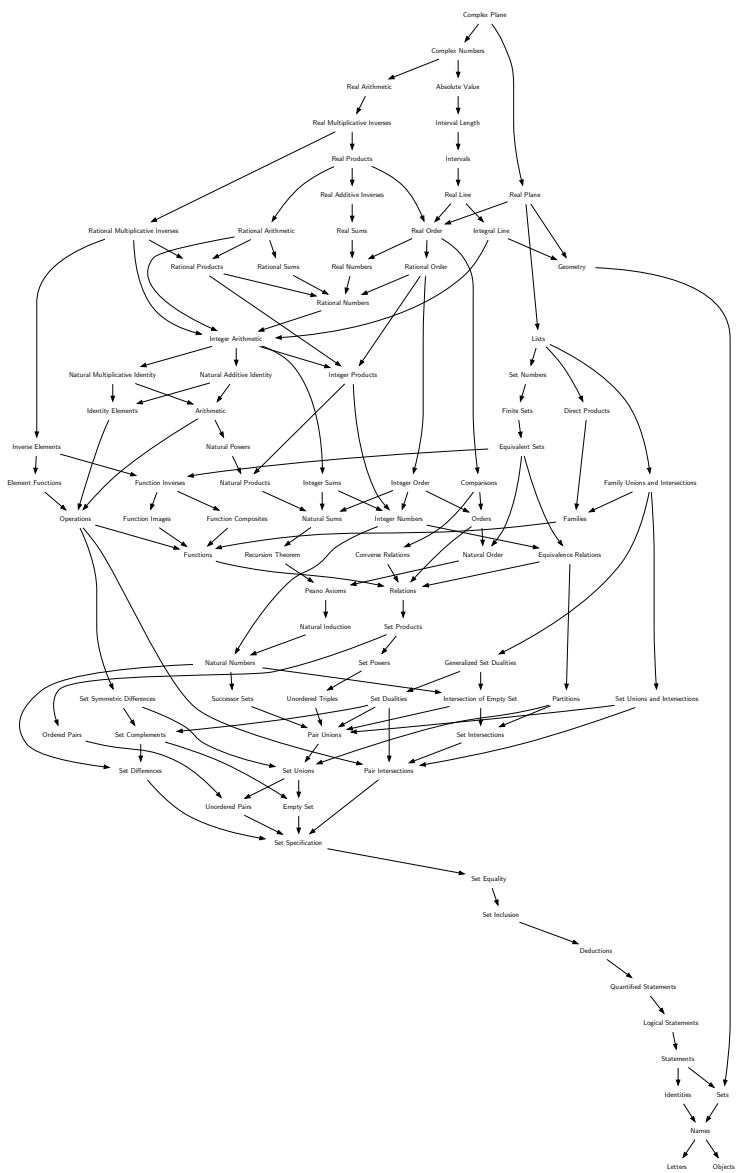 Complex Plane
Complex Numbers
Real Arithmetic
Absolute Value
Real Multiplicative Inverses
Interval Length
Real Products
Intervals
Real Additive Inverses
Real Line
Real Plane
Rational Multiplicative Inverses
Rational Arithmetic
Real Sums
Real Order
Integral Line
Rational Products
Rational Sums
Real Numbers
Rational Order
Geometry
Rational Numbers
Integer Arithmetic
Lists
Natural Multiplicative Identity
Natural Additive Identity
Integer Products
Set Numbers
Identity Elements
Arithmetic
Finite Sets
Direct Products
Inverse Elements
Natural Powers
Equivalent Sets
Element Functions
Function Inverses
Natural Products
Integer Sums
Integer Order
Comparisons
Family Unions and Intersections
Operations
Function Images
Function Composites
Natural Sums
Integer Numbers
Orders
Families
Functions
Recursion Theorem
Converse Relations
Natural Order
Equivalence Relations
Peano Axioms
Relations
Natural Induction
Set Products
Natural Numbers
Set Powers
Generalized Set Dualities
Set Symmetric Differences
Successor Sets
Unordered Triples
Set Dualities
Intersection of Empty Set
Partitions
Set Unions and Intersections
Ordered Pairs
Set Complements
Pair Unions
Set Intersections
Set Differences
Set Unions
Pair Intersections
Unordered Pairs
Empty Set
Set Specification
Set Equality
Set Inclusion
Deductions
Quantified Statements
Logical Statements
Statements
Identities
Sets
Names
Letters
Objects